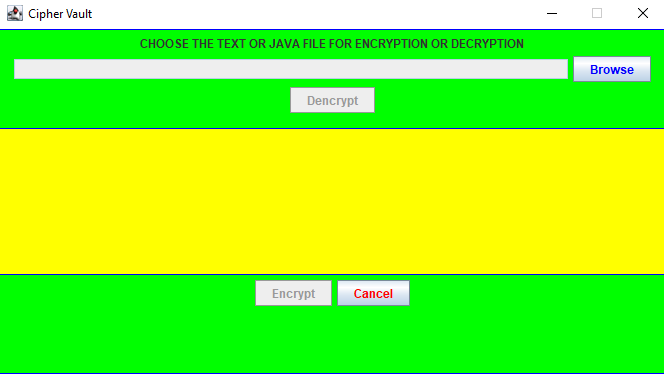 Cipher Vault
CHOOSE THE TEXT OR JAVA FILE FOR ENCRYPTION OR DECRYPTION
Browse
Dencrypt
Encrypt Cancel